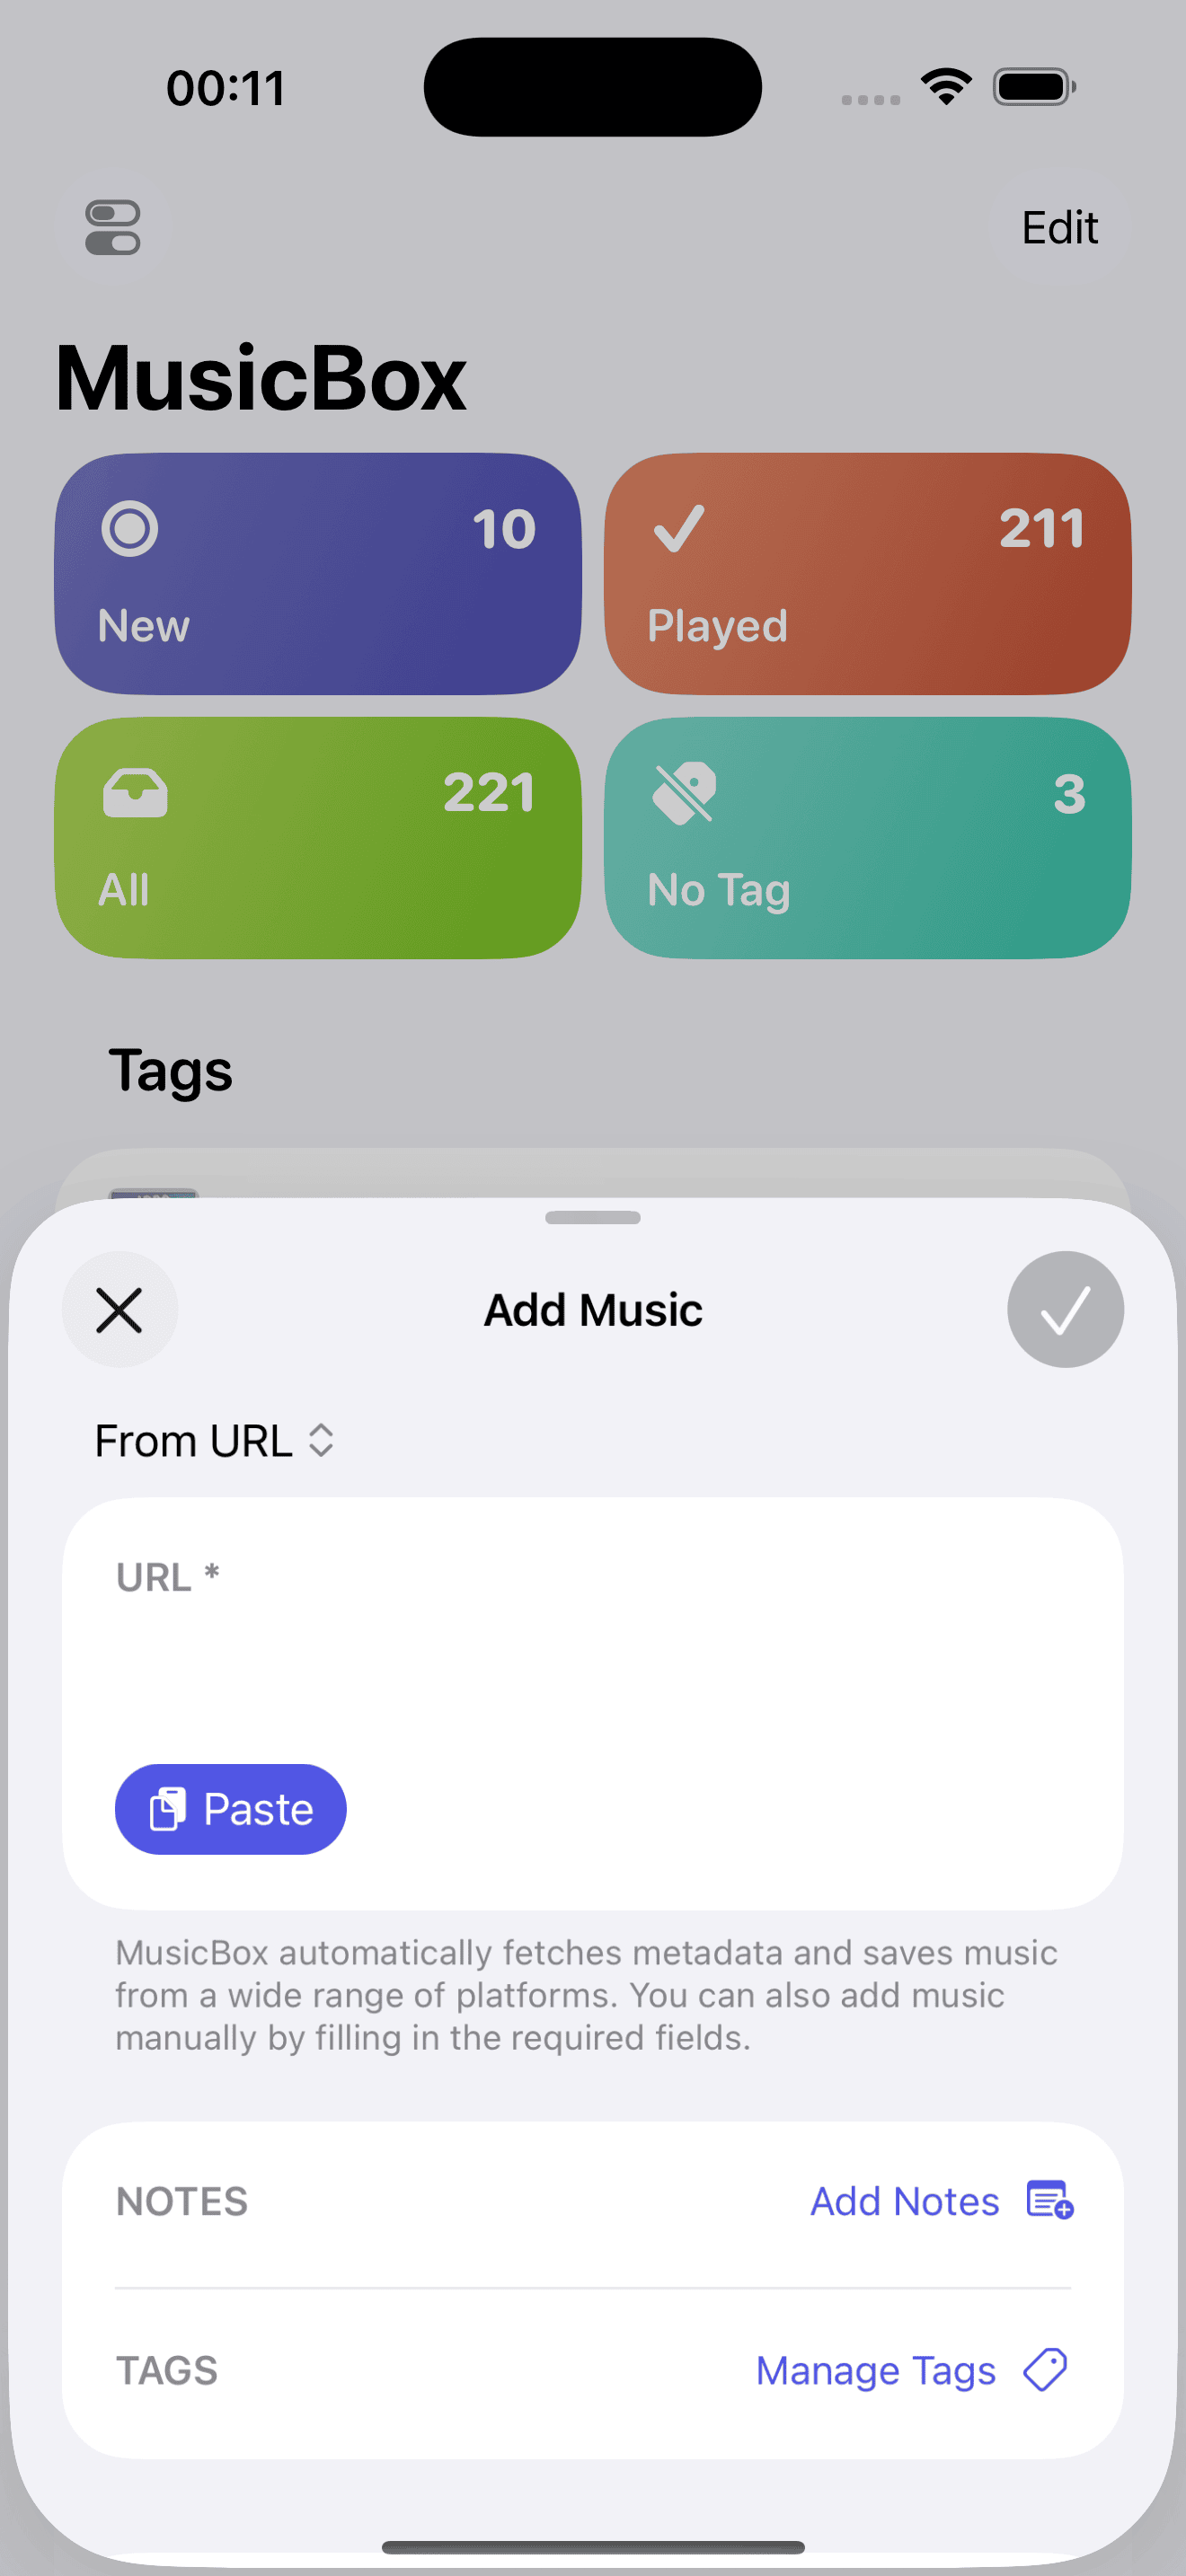 00:11
Edit
MusicBox
10
New
211
Played
221
All
3
No Tag
Tags
Add Music
From URL
URL *
Paste
MusicBox automatically fetches metadata and saves music
from a wide range of platforms. You can also add music
manually by filling in the required fields.
NOTES
Add Notes
TAGS
Manage Tags